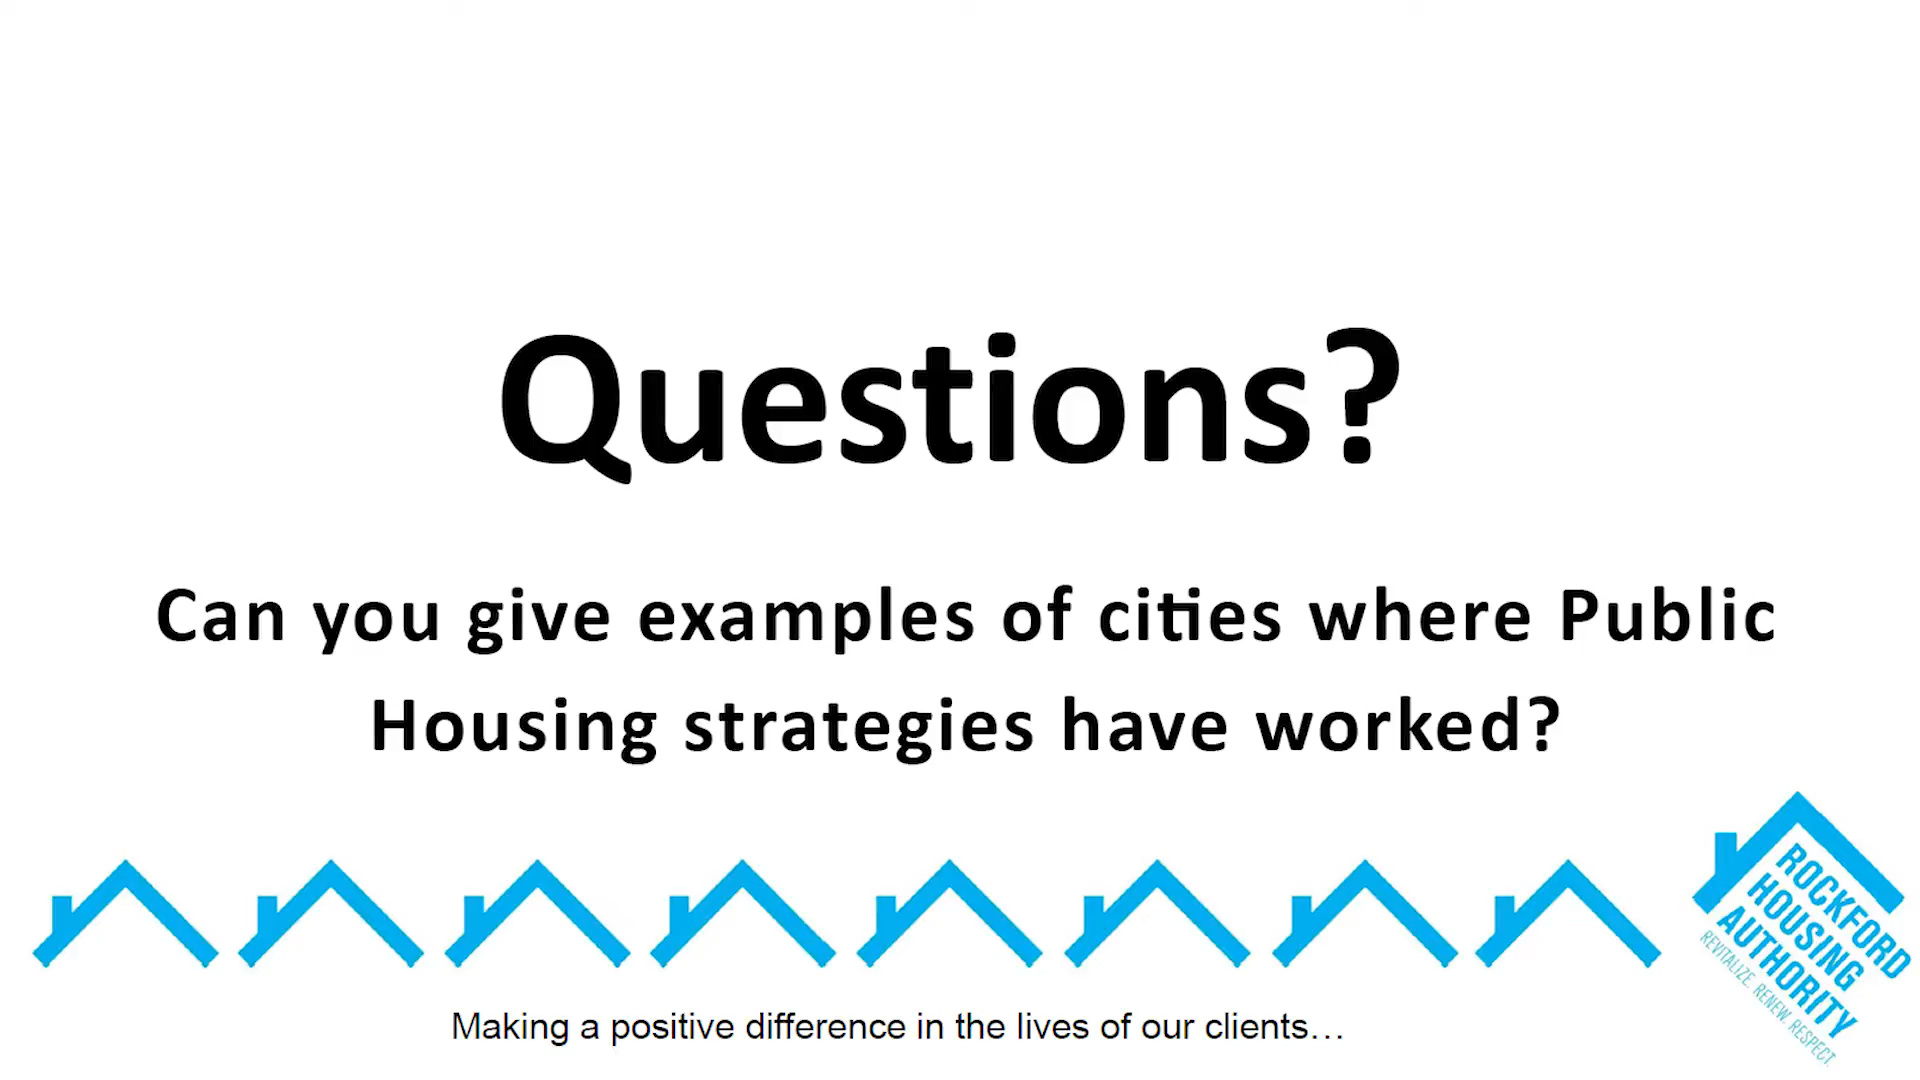 Questions?
Can you give examples of cities where Public
Housing strategies have worked?
ROCKFORD
HOUSING
AUTHORITY
REVITALIZE. RENEW. RESPECT.
Making a positive difference in the lives of our clients…